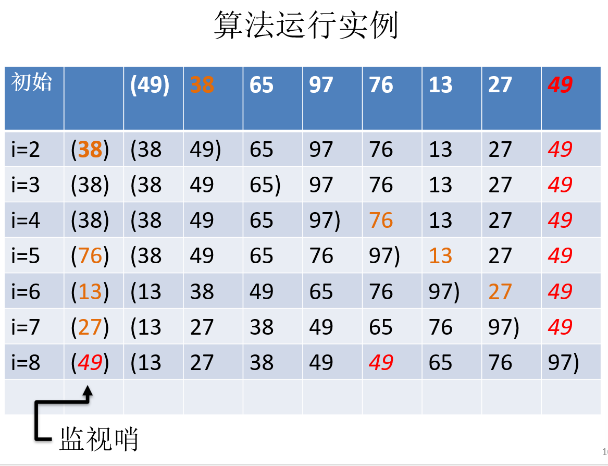 算法运行实例
初始 (49) 38 65 97 76 13 27 49
i=2 (38) (38 49) 65 97 76 13 27 49
i=3 (38) (38 49 65) 97 76 13 27 49
i=4 (38) (38 49 65 97) 76 13 27 49
i=5 (76) (38 49 65 76 97) 13 27 49
i=6 (13) (13 38 49 65 76 97) 27 49
i=7 (27) (13 27 38 49 65 76 97) 49
i=8 (49) (13 27 38 49 49 65 76 97)
监视哨